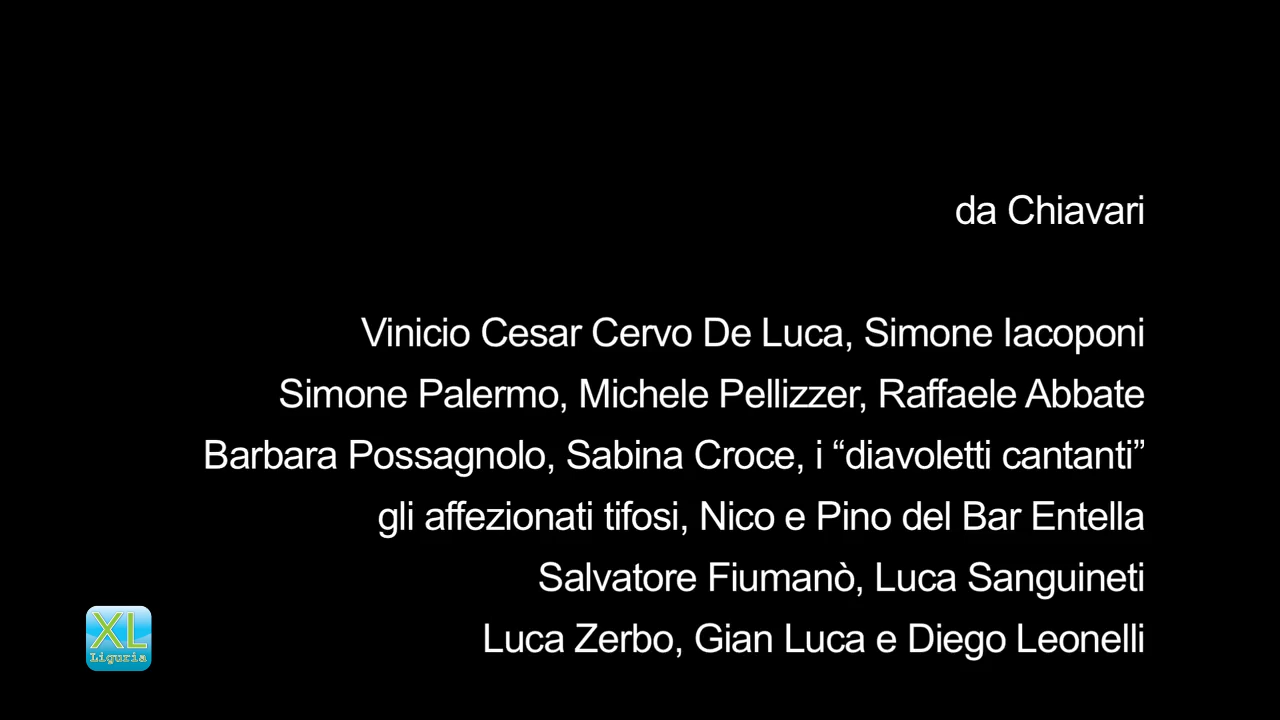 da Chiavari
Vinicio Cesar Cervo De Luca, Simone Iacoponi
Simone Palermo, Michele Pellizzer, Raffaele Abbate
Barbara Possagnolo, Sabina Croce, i “diavoletti cantanti”
gli affezionati tifosi, Nico e Pino del Bar Entella
Salvatore Fiumanò, Luca Sanguineti
Luca Zerbo, Gian Luca e Diego Leonelli
XL
Liguria